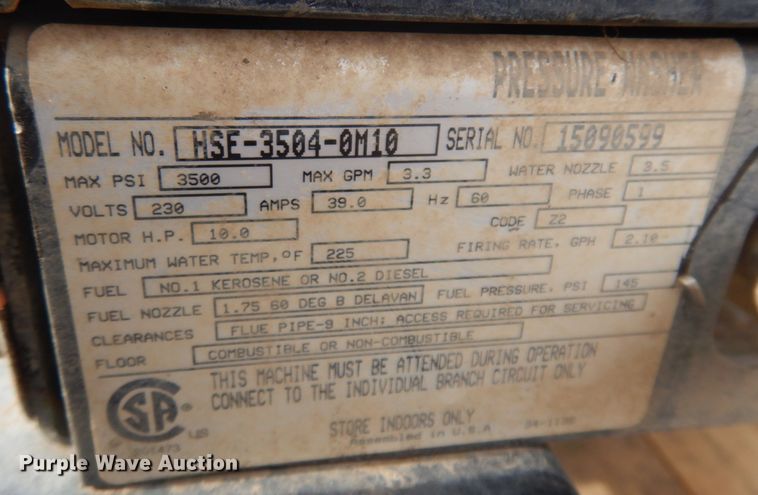 PRESSURE WASHER
MODEL NO. HSE-3504-0M10 SERIAL NO. 15090599
MAX PSI 3500 MAX GPM 3.3 WATER NOZZLE 3.5
VOLTS 230 AMPS 39.0 Hz 60 PHASE 1
MOTOR H.P. 10.0 CODE Z2
MAXIMUM WATER TEMP,°F 225 FIRING RATE, GPH 2.10
FUEL NO.1 KEROSENE OR NO.2 DIESEL
FUEL NOZZLE 1.75 60 DEG B DELAVAN FUEL PRESSURE, PSI 145
CLEARANCES FLUE PIPE-9 INCH; ACCESS REQUIRED FOR SERVICING
FLOOR COMBUSTIBLE OR NON-COMBUSTIBLE
THIS MACHINE MUST BE ATTENDED DURING OPERATION
CONNECT TO THE INDIVIDUAL BRANCH CIRCUIT ONLY
SA ® US
STORE INDOORS ONLY
Assembled in U.S.A
Purple Wave Auction